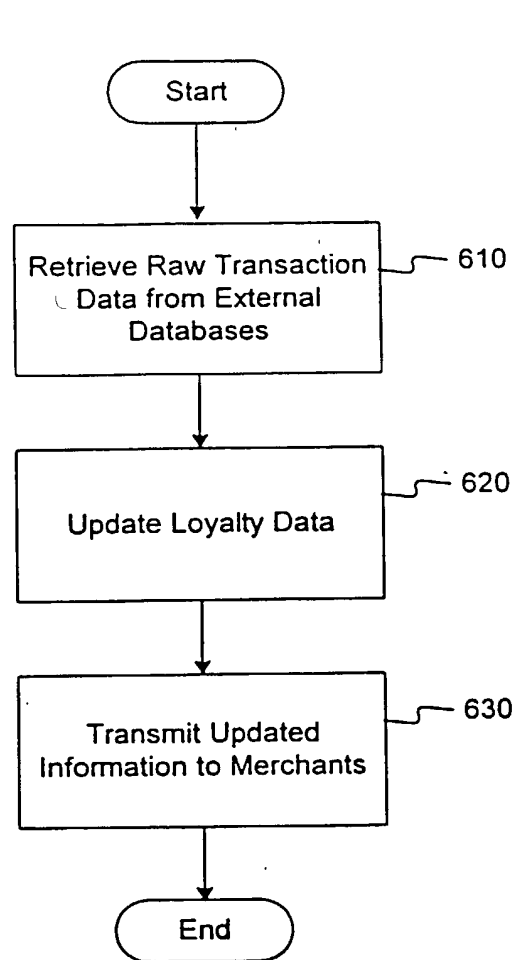 Start
Retrieve Raw Transaction
Data from External
Databases
610
Update Loyalty Data
620
Transmit Updated
Information to Merchants
630
End